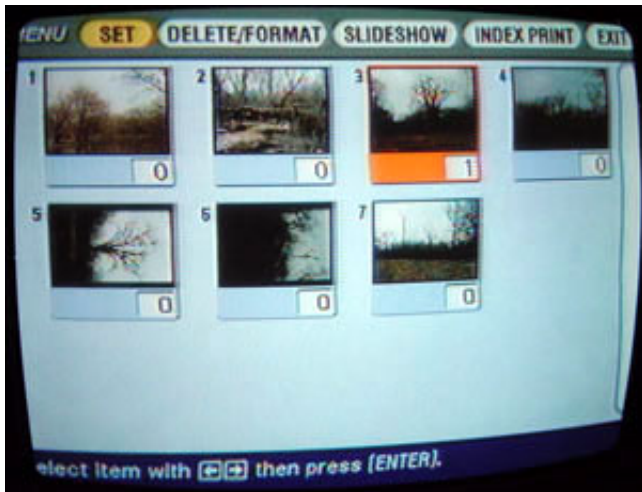 MENU SET DELETE/FORMAT SLIDESHOW INDEX PRINT EXIT
1 2 3 4
0 0 1 0
5 6 7
0 0 0
elect item with ←→ then press [ENTER].